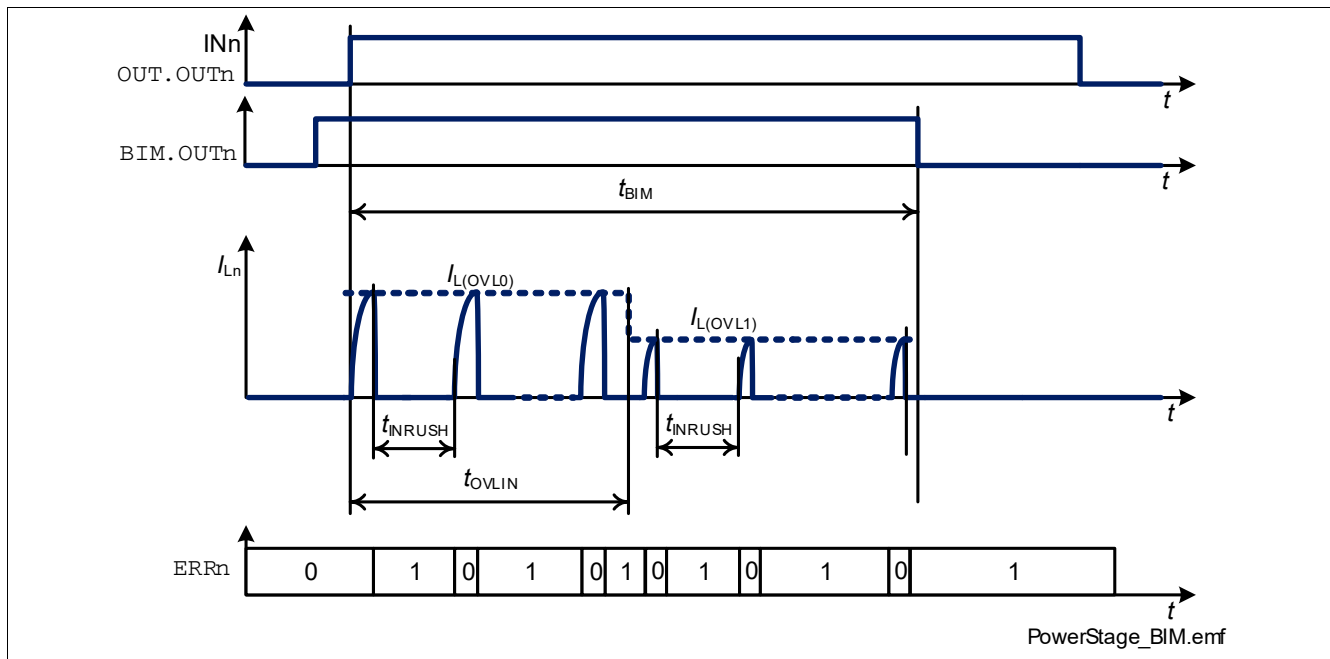 INn
OUT.OUTn
t
BIM.OUTn
t
tBIM
ILn
IL(OVL0)
IL(OVL1)
tINRUSH
tINRUSH
tOVLIN
ERRn
0 1 0 1 0 1 0 1 0 1 0 1
t
PowerStage_BIM.emf